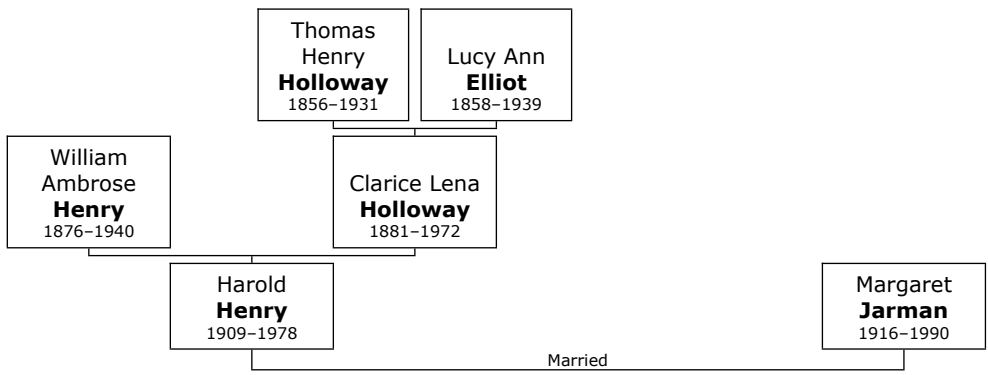 Thomas
Henry
Holloway
1856–1931
Lucy Ann
Elliot
1858–1939
William
Ambrose
Henry
1876–1940
Clarice Lena
Holloway
1881–1972
Harold
Henry
1909–1978
Margaret
Jarman
1916–1990
Married